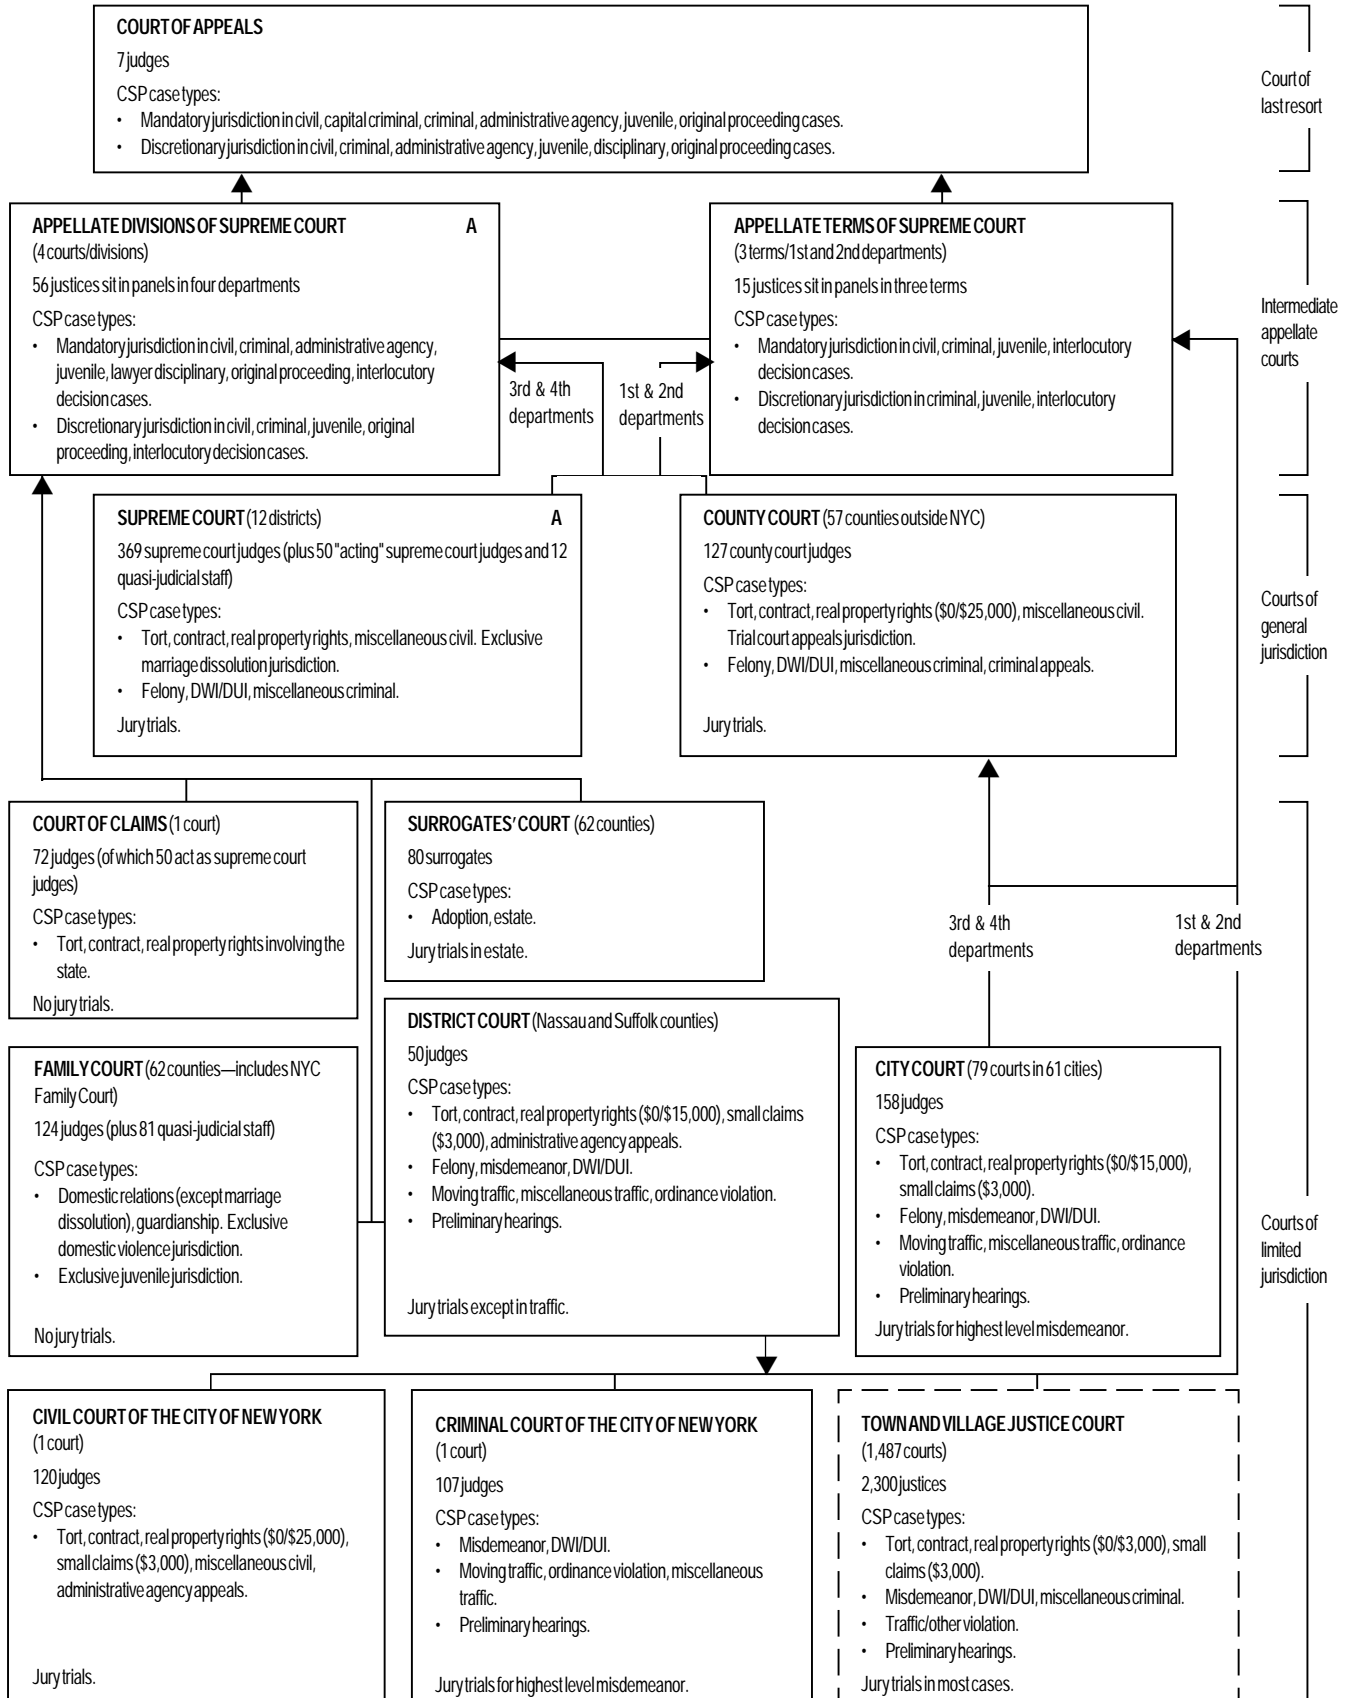 COURT OF APPEALS
7 judges
CSP case types:
• Mandatory jurisdiction in civil, capital criminal, criminal, administrative agency, juvenile, original proceeding cases.
• Discretionary jurisdiction in civil, criminal, administrative agency, juvenile, disciplinary, original proceeding cases.
Court of
last resort
APPELLATE DIVISIONS OF SUPREME COURT A
(4 courts/divisions)
56 justices sit in panels in four departments
CSP case types:
• Mandatory jurisdiction in civil, criminal, administrative agency,
juvenile, lawyer disciplinary, original proceeding, interlocutory
decision cases.
• Discretionary jurisdiction in civil, criminal, juvenile, original
proceeding, interlocutory decision cases.
3rd & 4th
departments
1st & 2nd
departments
APPELLATE TERMS OF SUPREME COURT
(3 terms/1st and 2nd departments)
15 justices sit in panels in three terms
CSP case types:
• Mandatory jurisdiction in civil, criminal, juvenile, interlocutory
decision cases.
• Discretionary jurisdiction in criminal, juvenile, interlocutory
decision cases.
Intermediate
appellate
courts
SUPREME COURT (12 districts) A
369 supreme court judges (plus 50 "acting" supreme court judges and 12
quasi-judicial staff)
CSP case types:
• Tort, contract, real property rights, miscellaneous civil. Exclusive
marriage dissolution jurisdiction.
• Felony, DWI/DUI, miscellaneous criminal.
Jury trials.
COUNTY COURT (57 counties outside NYC)
127 county court judges
CSP case types:
• Tort, contract, real property rights ($0/$25,000), miscellaneous civil.
Trial court appeals jurisdiction.
• Felony, DWI/DUI, miscellaneous criminal, criminal appeals.
Jury trials.
Courts of
general
jurisdiction
COURT OF CLAIMS (1 court)
72 judges (of which 50 act as supreme court
judges)
CSP case types:
• Tort, contract, real property rights involving the
state.
No jury trials.
SURROGATES' COURT (62 counties)
80 surrogates
CSP case types:
• Adoption, estate.
Jury trials in estate.
3rd & 4th
departments
1st & 2nd
departments
FAMILY COURT (62 counties—includes NYC
Family Court)
124 judges (plus 81 quasi-judicial staff)
CSP case types:
• Domestic relations (except marriage
dissolution), guardianship. Exclusive
domestic violence jurisdiction.
• Exclusive juvenile jurisdiction.
No jury trials.
DISTRICT COURT (Nassau and Suffolk counties)
50 judges
CSP case types:
• Tort, contract, real property rights ($0/$15,000), small claims
($3,000), administrative agency appeals.
• Felony, misdemeanor, DWI/DUI.
• Moving traffic, miscellaneous traffic, ordinance violation.
• Preliminary hearings.
Jury trials except in traffic.
CITY COURT (79 courts in 61 cities)
158 judges
CSP case types:
• Tort, contract, real property rights ($0/$15,000),
small claims ($3,000).
• Felony, misdemeanor, DWI/DUI.
• Moving traffic, miscellaneous traffic, ordinance
violation.
• Preliminary hearings.
Jury trials for highest level misdemeanor.
Courts of
limited
jurisdiction
CIVIL COURT OF THE CITY OF NEW YORK
(1 court)
120 judges
CSP case types:
• Tort, contract, real property rights ($0/$25,000),
small claims ($3,000), miscellaneous civil,
administrative agency appeals.
Jury trials.
CRIMINAL COURT OF THE CITY OF NEW YORK
(1 court)
107 judges
CSP case types:
• Misdemeanor, DWI/DUI.
• Moving traffic, ordinance violation, miscellaneous
traffic.
• Preliminary hearings.
Jury trials for highest level misdemeanor.
TOWN AND VILLAGE JUSTICE COURT
(1,487 courts)
2,300 justices
CSP case types:
• Tort, contract, real property rights ($0/$3,000), small
claims ($3,000).
• Misdemeanor, DWI/DUI, miscellaneous criminal.
• Traffic/other violation.
• Preliminary hearings.
Jury trials in most cases.